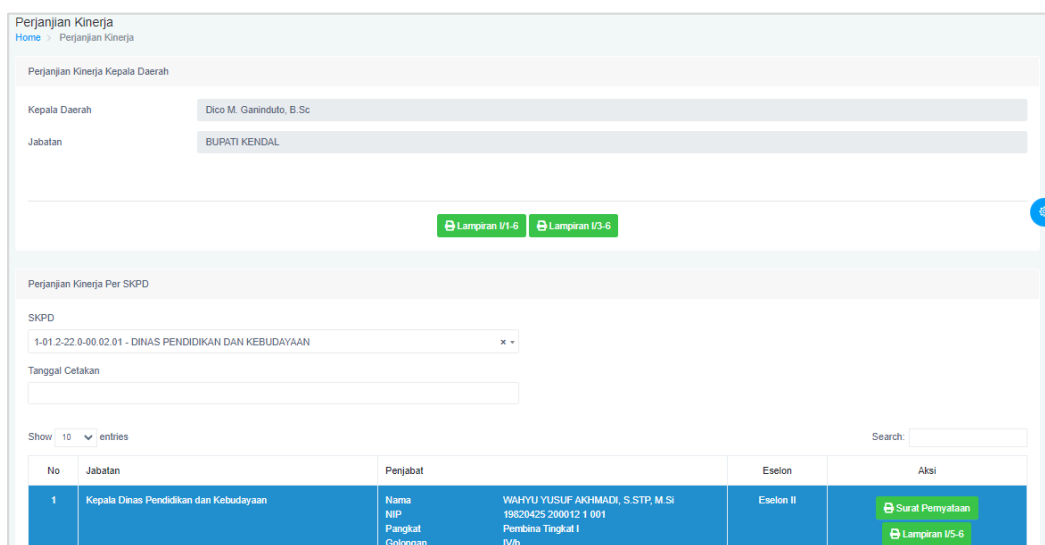 Perjanjian Kinerja
Home > Perjanjian Kinerja
Perjanjian Kinerja Kepala Daerah
Kepala Daerah Dico M. Ganinduto, B.Sc
Jabatan BUPATI KENDAL
Lampiran I/1-6 Lampiran I/3-6
Perjanjian Kinerja Per SKPD
SKPD
1-01.2-22.0-00.02.01 - DINAS PENDIDIKAN DAN KEBUDAYAAN ×
Tanggal Cetakan
Show 10 entries Search:
No Jabatan Penjabat Eselon Aksi
1 Kepala Dinas Pendidikan dan Kebudayaan Nama WAHYU YUSUF AKHMADI, S.STP, M.Si Eselon II Surat Pernyataan
NIP 19820425 200012 1 001
Pangkat Pembina Tingkat I Lampiran I/5-6
Golongan IV/b